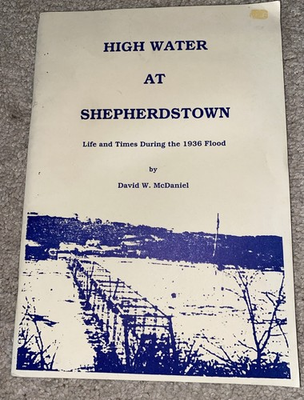 HIGH WATER
AT
SHEPHERDSTOWN
Life and Times During the 1936 Flood
by
David W. McDaniel